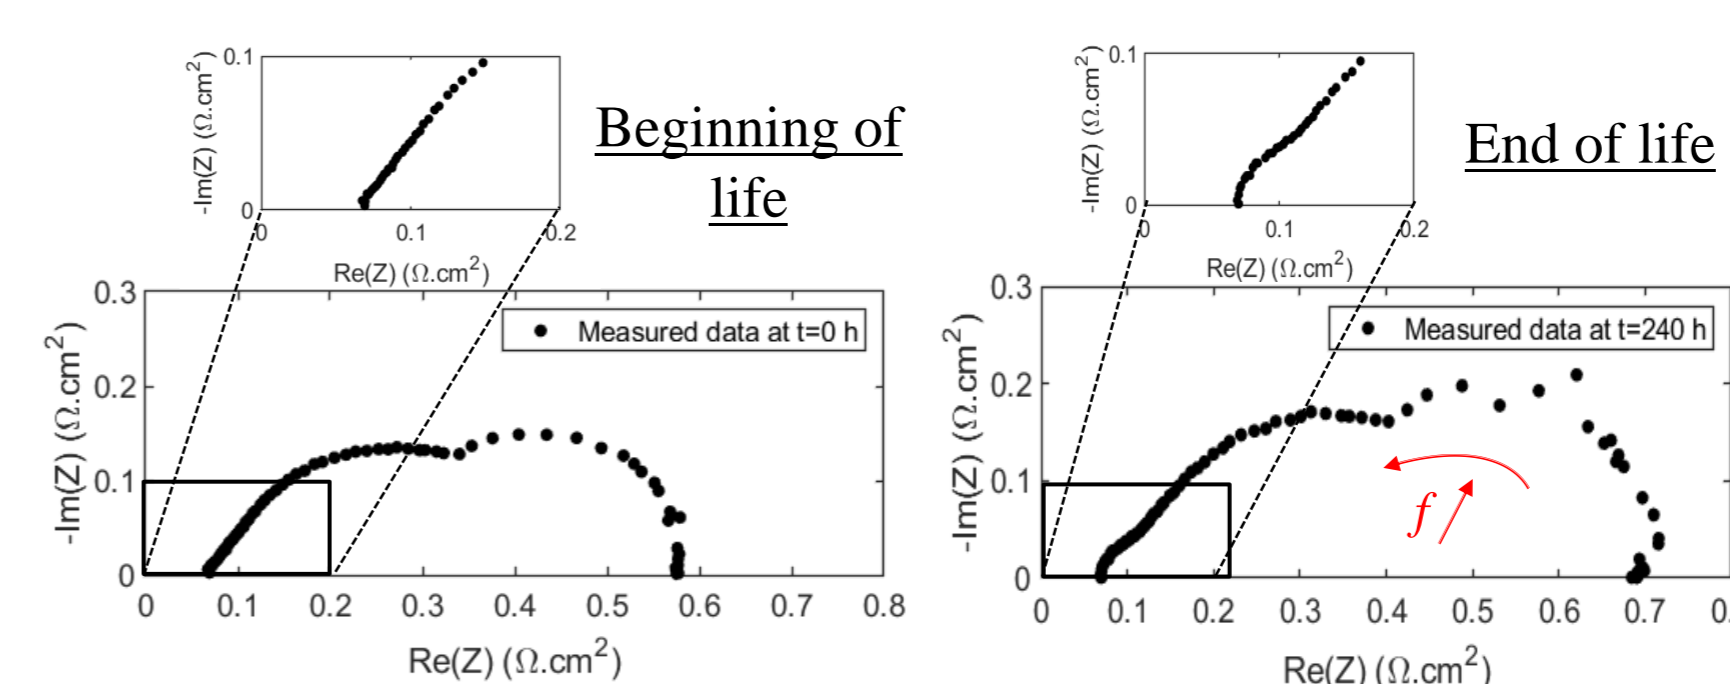 Beginning of
life
0.1
0
-Im(Z) (Ω.cm²)
0
0.1
0.2
Re(Z) (Ω.cm²)
0.3
0.2
0.1
0
-Im(Z) (Ω.cm²)
Measured data at t=0 h
0
0.1
0.2
0.3
0.4
0.5
0.6
0.7
0.8
Re(Z) (Ω.cm²)
End of life
0.1
0
-Im(Z) (Ω.cm²)
0
0.1
0.2
Re(Z) (Ω.cm²)
0.3
0.2
0.1
0
-Im(Z) (Ω.cm²)
Measured data at t=240 h
f
0
0.1
0.2
0.3
0.4
0.5
0.6
0.7
Re(Z) (Ω.cm²)